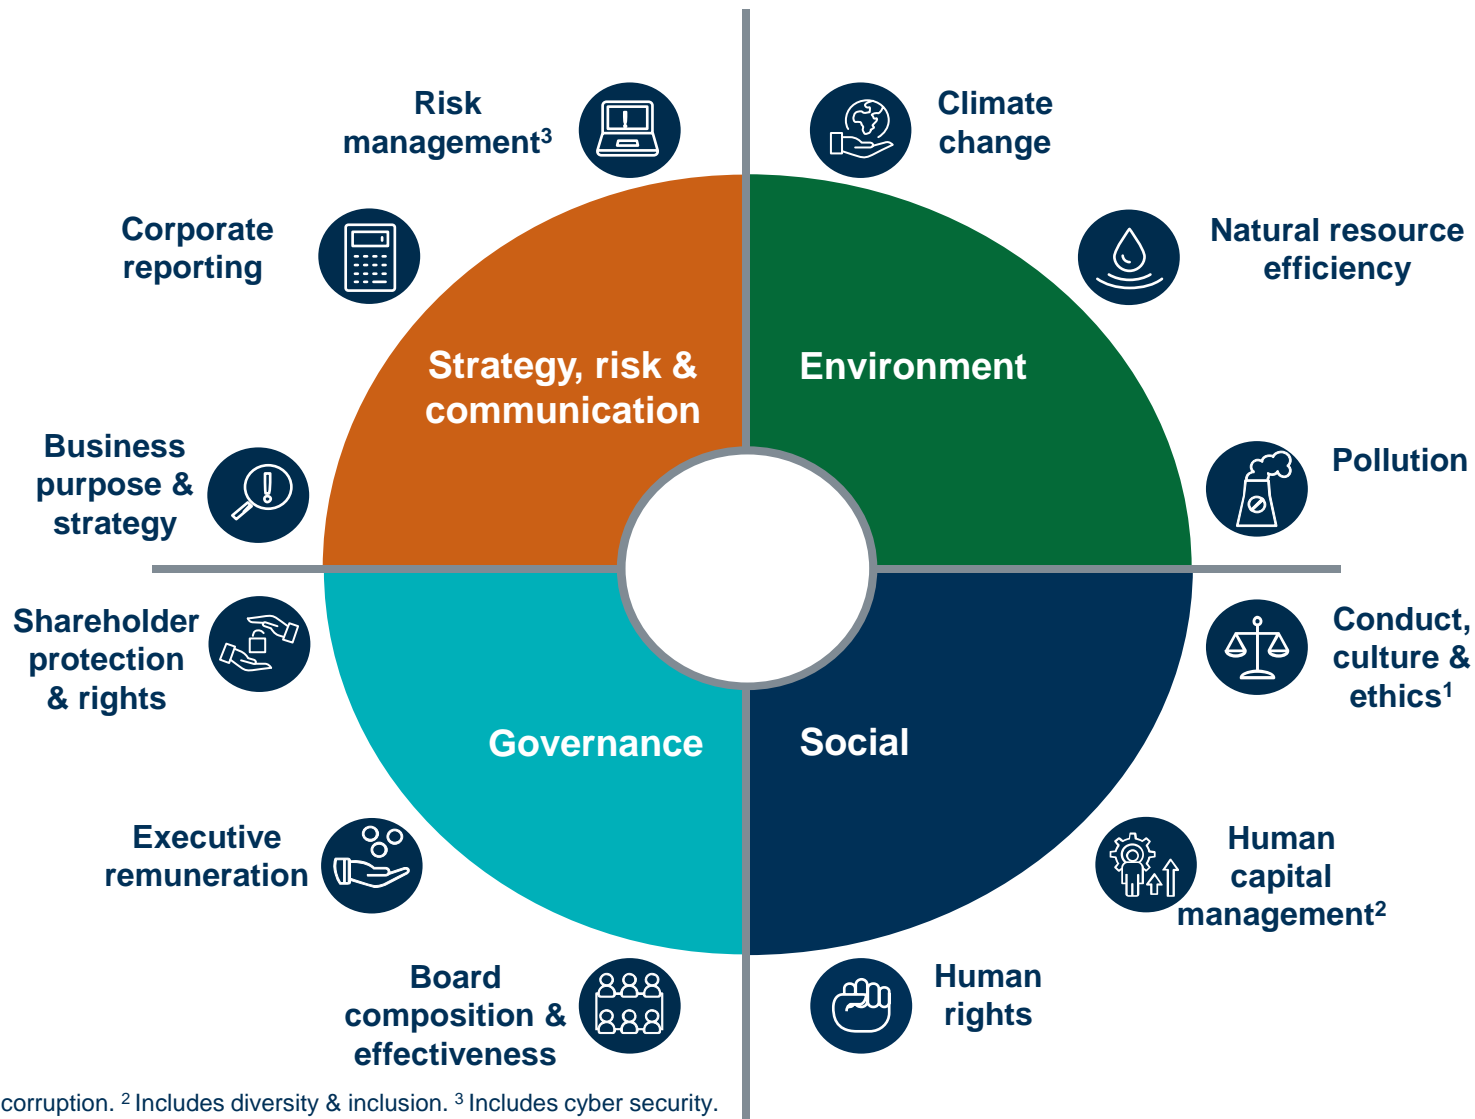 Risk
management³
Climate
change
Corporate
reporting
Natural resource
efficiency
Strategy, risk &
communication
Environment
Business
purpose &
strategy
Pollution
Shareholder
protection
& rights
Conduct,
culture &
ethics¹
Governance
Social
Executive
remuneration
Human
capital
management²
Board
composition &
effectiveness
Human
rights
corruption. ² Includes diversity & inclusion. ³ Includes cyber security.